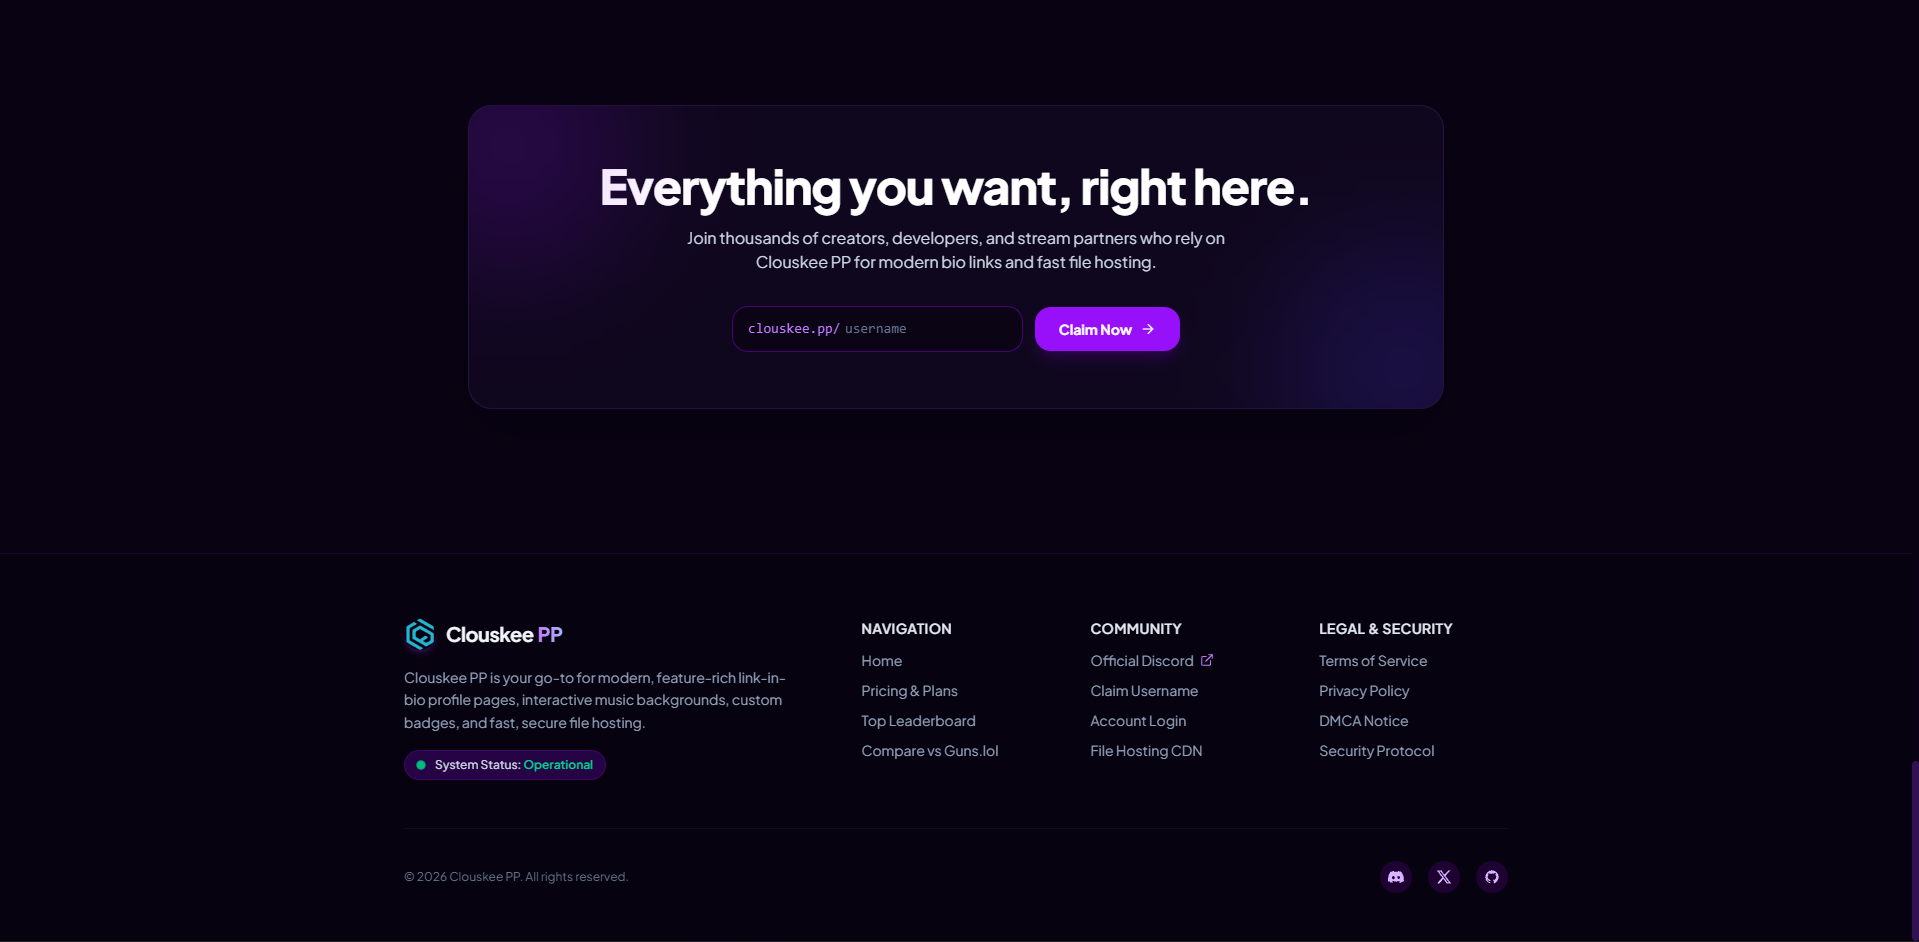 Everything you want, right here.
Join thousands of creators, developers, and stream partners who rely on
Clouskee PP for modern bio links and fast file hosting.
clouskee.pp/ username
Claim Now
Clouskee PP
Clouskee PP is your go-to for modern, feature-rich link-in-
bio profile pages, interactive music backgrounds, custom
badges, and fast, secure file hosting.
System Status: Operational
NAVIGATION
Home
Pricing & Plans
Top Leaderboard
Compare vs Guns.lol
COMMUNITY
Official Discord
Claim Username
Account Login
File Hosting CDN
LEGAL & SECURITY
Terms of Service
Privacy Policy
DMCA Notice
Security Protocol
© 2026 Clouskee PP. All rights reserved.